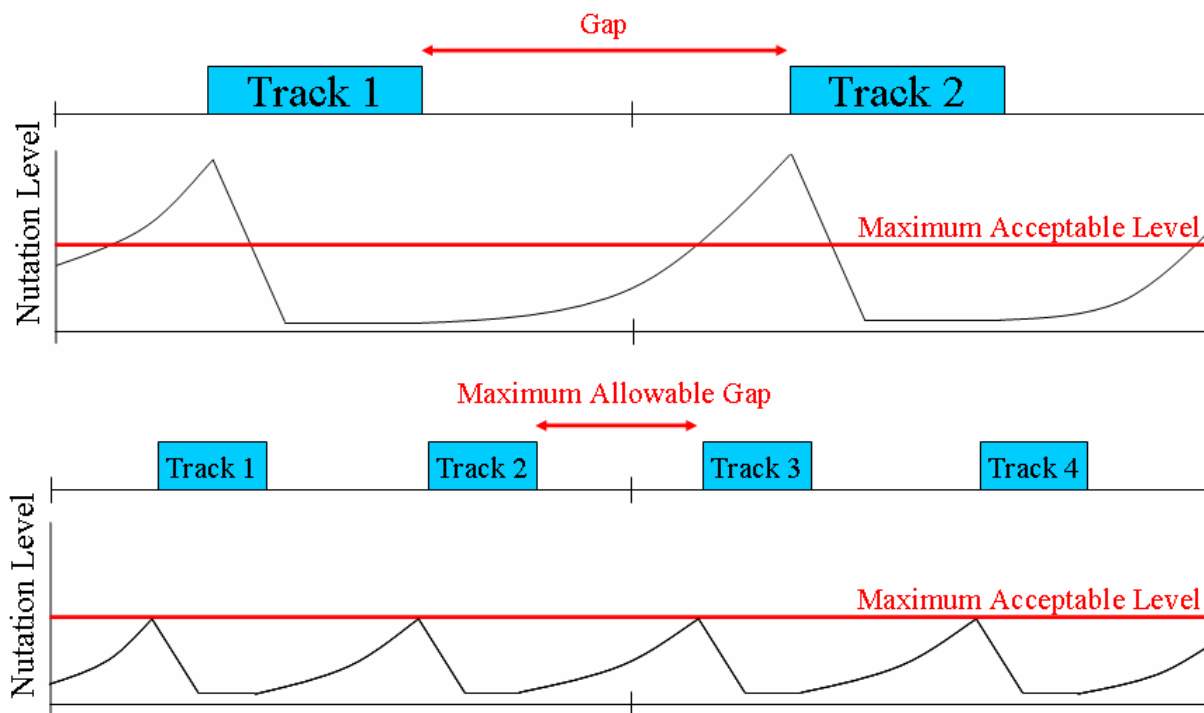 Gap
Track 1
Track 2
Nutation Level
Maximum Acceptable Level
Maximum Allowable Gap
Track 1
Track 2
Track 3
Track 4
Nutation Level
Maximum Acceptable Level